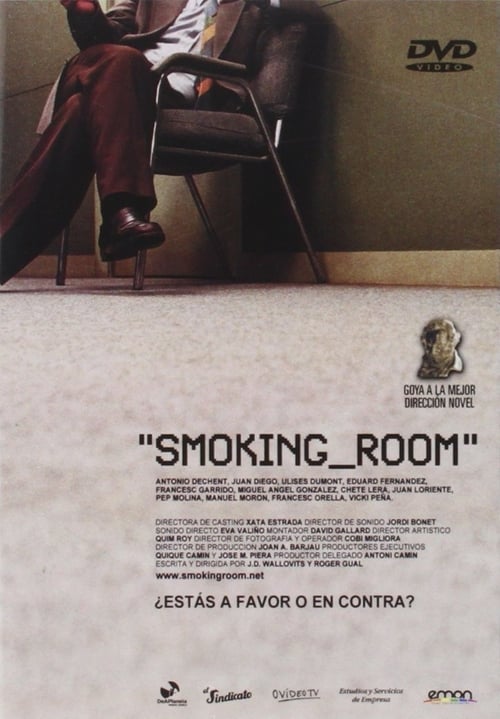 DVD
VIDEO
GOYA A LA MEJOR
DIRECCIÓN NOVEL
"SMOKING_ROOM"
ANTONIO DECHENT, JUAN DIEGO, ULISES DUMONT, EDUARD FERNANDEZ,
FRANCESC GARRIDO, MIGUEL ANGEL GONZALEZ, CHETE LERA, JUAN LORIENTE,
PEP MOLINA, MANUEL MORON, FRANCESC ORELLA, VICKI PEÑA.
DIRECTORA DE CASTING XATA ESTRADA DIRECTOR DE SONIDO JORDI BONET
SONIDO DIRECTO EVA VALIÑO MONTADOR DAVID GALLARD DIRECTOR ARTISTICO
QUIM ROY DIRECTOR DE FOTOGRAFIA Y OPERADOR COBI MIGLIORA
DIRECTOR DE PRODUCCION JOAN A. BARJAU PRODUCTORES EJECUTIVOS
QUIQUE CAMIN Y JOSE M. PIERA PRODUCTOR DELEGADO ANTONI CAMIN
ESCRITA Y DIRIGIDA POR J.D. WALLOVITS Y ROGER GUAL
www.smokingroom.net
¿ESTÁS A FAVOR O EN CONTRA?
DeAPlaneta
el Sindicato
OVIDEOTV
Estudios y Servicios
de Empresa
emon